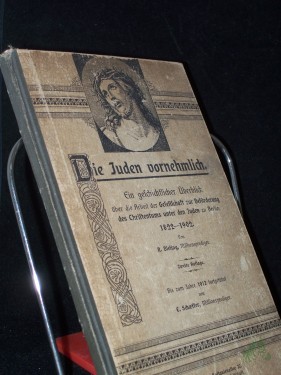 Die Juden vornehmlich.
Ein geschichtlicher Überblick
über die Arbeit der Gesellschaft zur Beförderung
des Christentums unter den Juden zu Berlin
1822–1902.
Von
R. Bieling, Missionsprediger.
Zweite Auflage.
Bis zum Jahre 1912 fortgeführt
von
E. Schaeffer, Missionsprediger